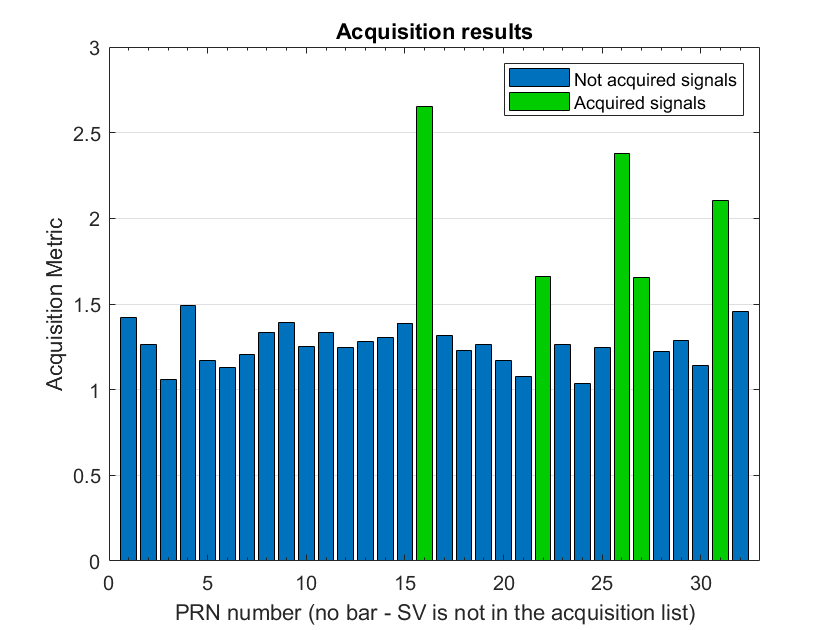 Acquisition results
Not acquired signals
Acquired signals
Acquisition Metric
3
2.5
2
1.5
1
0.5
0
0 5 10 15 20 25 30
PRN number (no bar - SV is not in the acquisition list)